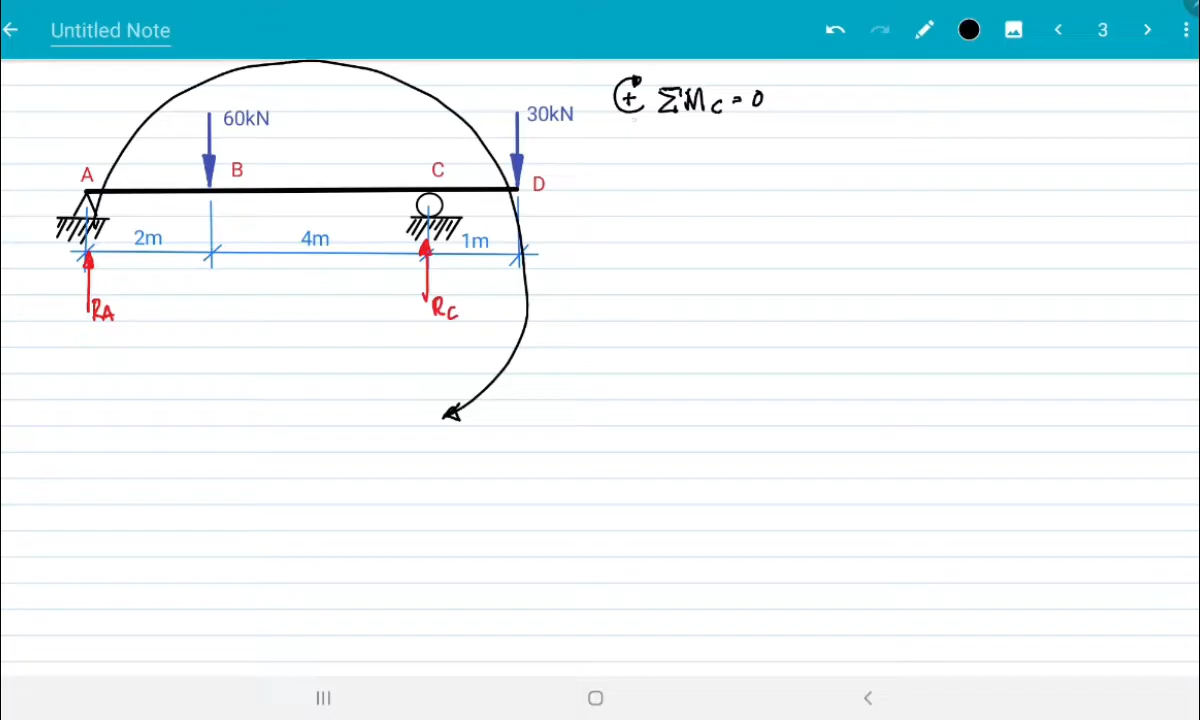 Untitled Note
3
+ ΣMC = 0
60kN
30kN
A
B
C
D
2m
4m
1m
RA
RC